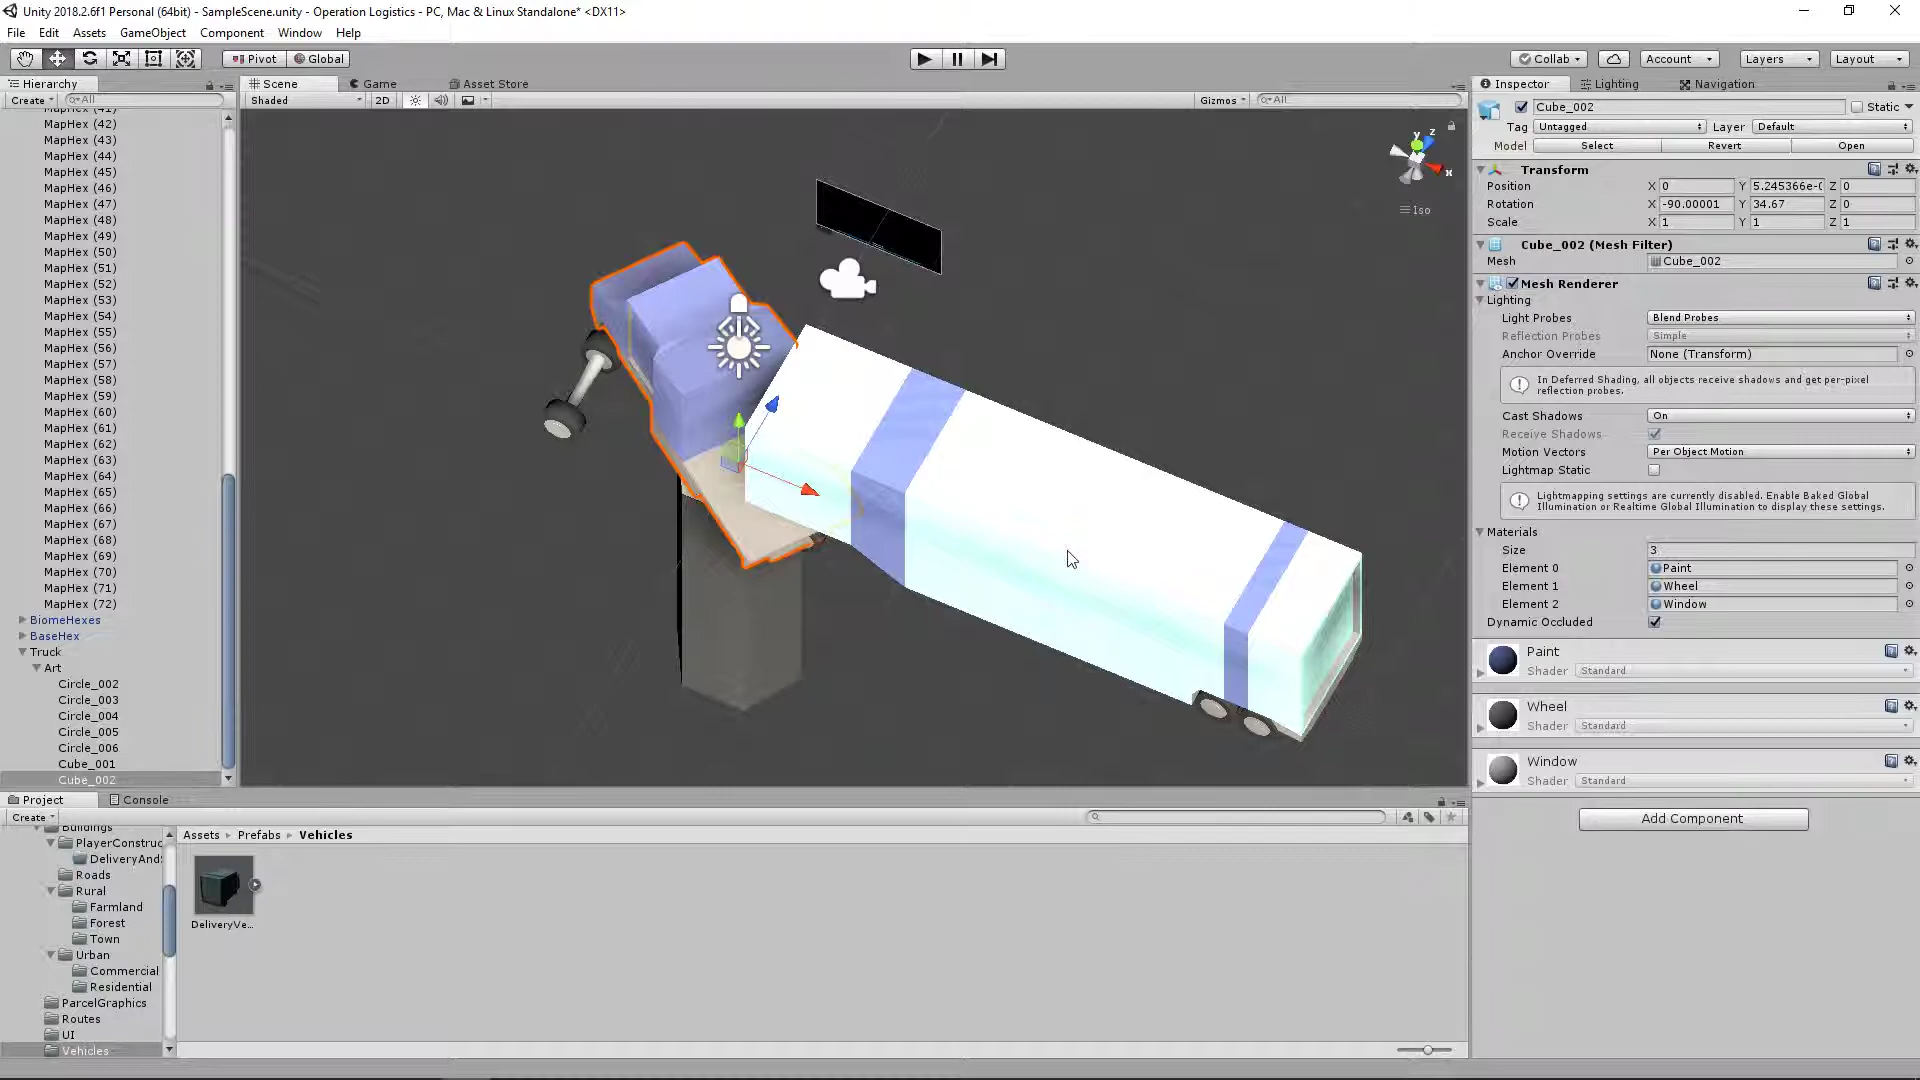 Unity 2018.2.6f1 Personal (64bit) - SampleScene.unity - Operation Logistics - PC, Mac & Linux Standalone* <DX11>
File Edit Assets GameObject Component Window Help
Pivot Global Collab Account Layers Layout
Hierarchy
Create All
MapHex (41)
MapHex (42)
MapHex (43)
MapHex (44)
MapHex (45)
MapHex (46)
MapHex (47)
MapHex (48)
MapHex (49)
MapHex (50)
MapHex (51)
MapHex (52)
MapHex (53)
MapHex (54)
MapHex (55)
MapHex (56)
MapHex (57)
MapHex (58)
MapHex (59)
MapHex (60)
MapHex (61)
MapHex (62)
MapHex (63)
MapHex (64)
MapHex (65)
MapHex (66)
MapHex (67)
MapHex (68)
MapHex (69)
MapHex (70)
MapHex (71)
MapHex (72)
BiomeHexes
BaseHex
Truck
Art
Circle_002
Circle_003
Circle_004
Circle_005
Circle_006
Cube_001
Cube_002
Scene Game Asset Store
Shaded 2D Gizmos All
y z
x
Iso
Inspector Lighting Navigation
Cube_002 Static
Tag Untagged Layer Default
Model Select Revert Open
Transform
Position X 0 Y 5.245366e-( Z 0
Rotation X -90.00001 Y 34.67 Z 0
Scale X 1 Y 1 Z 1
Cube_002 (Mesh Filter)
Mesh Cube_002
Mesh Renderer
Lighting
Light Probes Blend Probes
Reflection Probes Simple
Anchor Override None (Transform)
In Deferred Shading, all objects receive shadows and get per-pixel
reflection probes.
Cast Shadows On
Receive Shadows
Motion Vectors Per Object Motion
Lightmap Static
Lightmapping settings are currently disabled. Enable Baked Global
Illumination or Realtime Global Illumination to display these settings.
Materials
Size 3
Element 0 Paint
Element 1 Wheel
Element 2 Window
Dynamic Occluded
Paint
Shader Standard
Wheel
Shader Standard
Window
Shader Standard
Add Component
Project Console
Create
Buildings
PlayerConstruc
DeliveryAnd
Roads
Rural
Farmland
Forest
Town
Urban
Commercial
Residential
ParcelGraphics
Routes
UI
Vehicles
Assets Prefabs Vehicles
DeliveryVe...